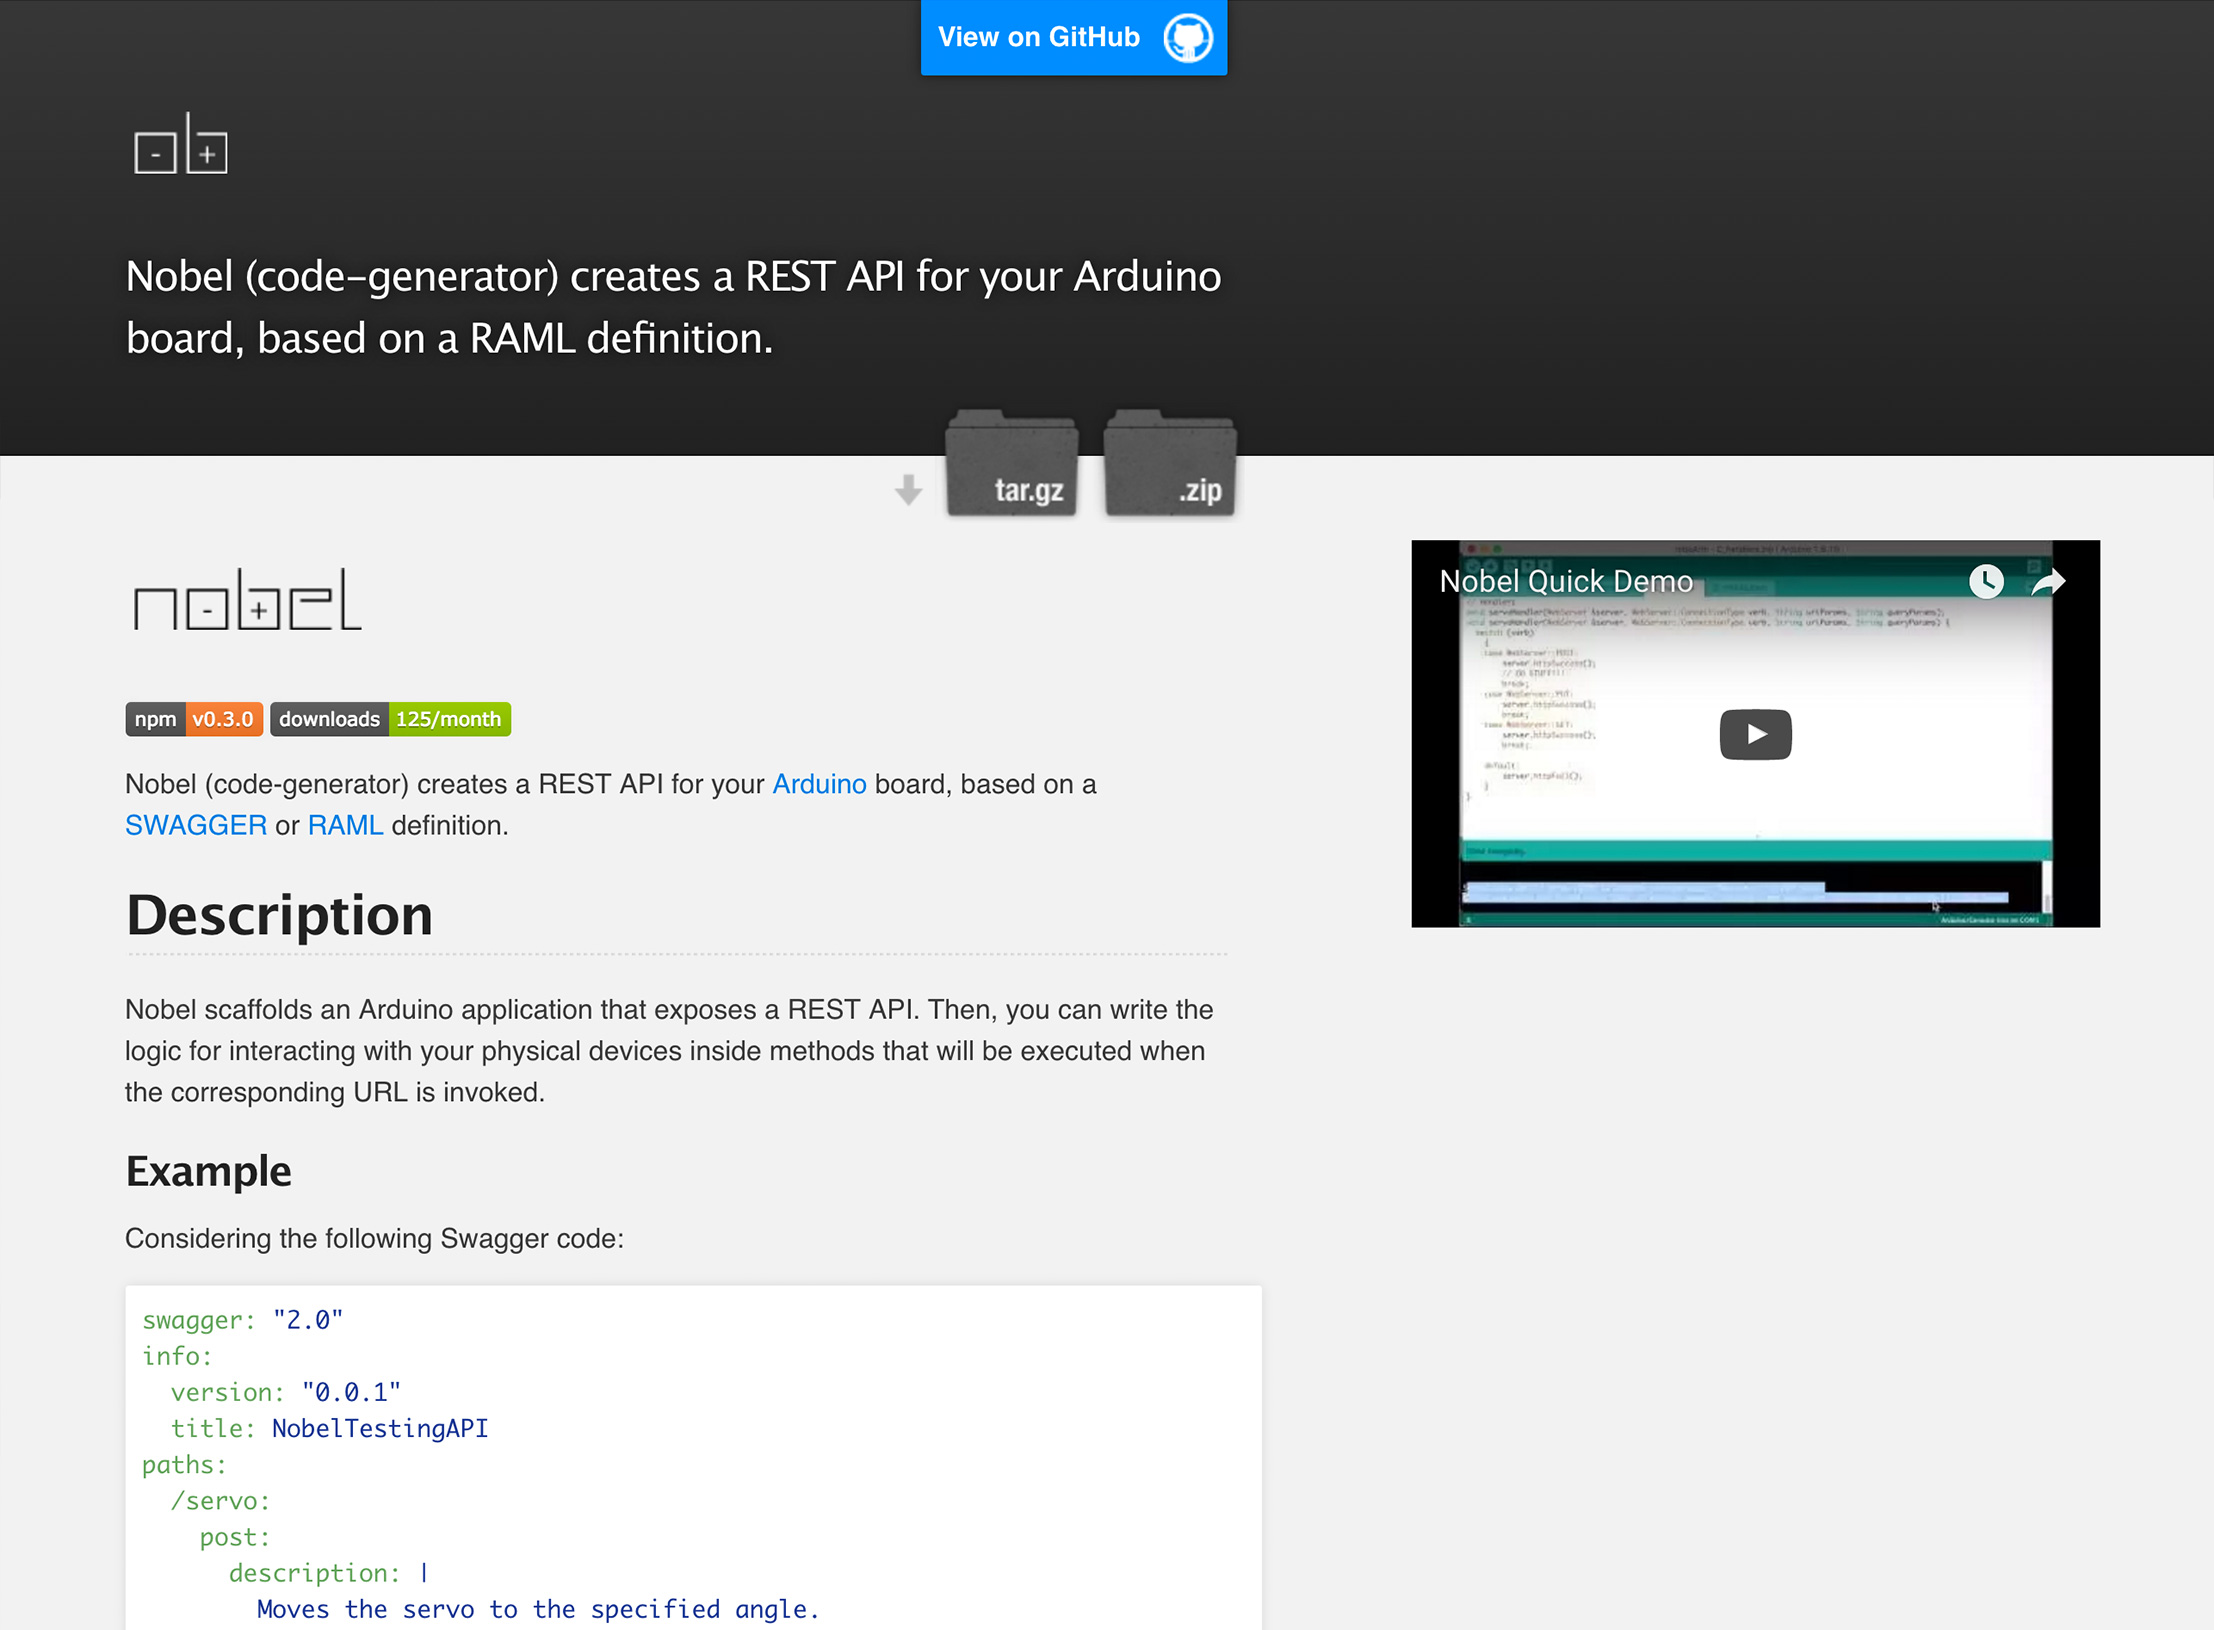 View on GitHub
Nobel (code-generator) creates a REST API for your Arduino
board, based on a RAML definition.
tar.gz
.zip
nobel
npm v0.3.0 downloads 125/month
Nobel (code-generator) creates a REST API for your Arduino board, based on a
SWAGGER or RAML definition.
Description
Nobel scaffolds an Arduino application that exposes a REST API. Then, you can write the
logic for interacting with your physical devices inside methods that will be executed when
the corresponding URL is invoked.
Example
Considering the following Swagger code:
swagger: "2.0"
info:
version: "0.0.1"
title: NobelTestingAPI
paths:
/servo:
post:
description: |
Moves the servo to the specified angle.
Nobel Quick Demo